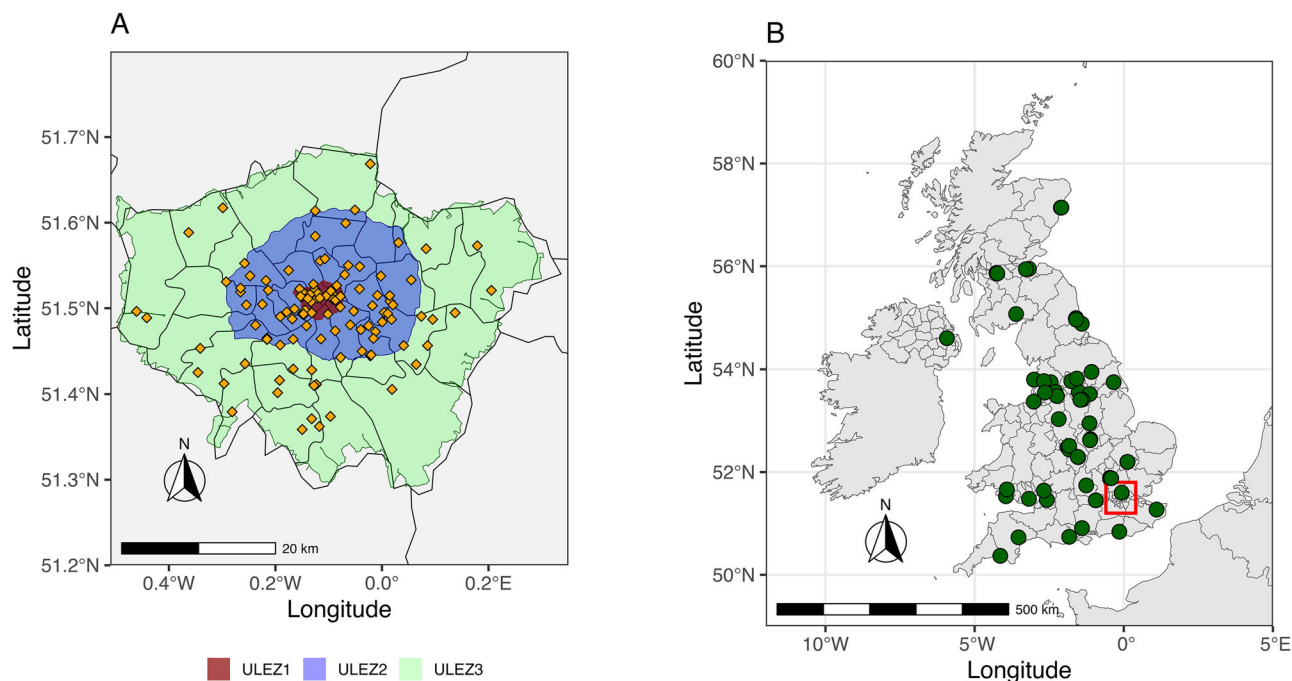 A
51.7°N
51.6°N
51.5°N
51.4°N
51.3°N
51.2°N
Latitude
N
20 km
0.4°W 0.2°W 0.0° 0.2°E
Longitude
ULEZ1 ULEZ2 ULEZ3
B
60°N
58°N
56°N
54°N
52°N
50°N
Latitude
N
500 km
10°W 5°W 0° 5°E
Longitude